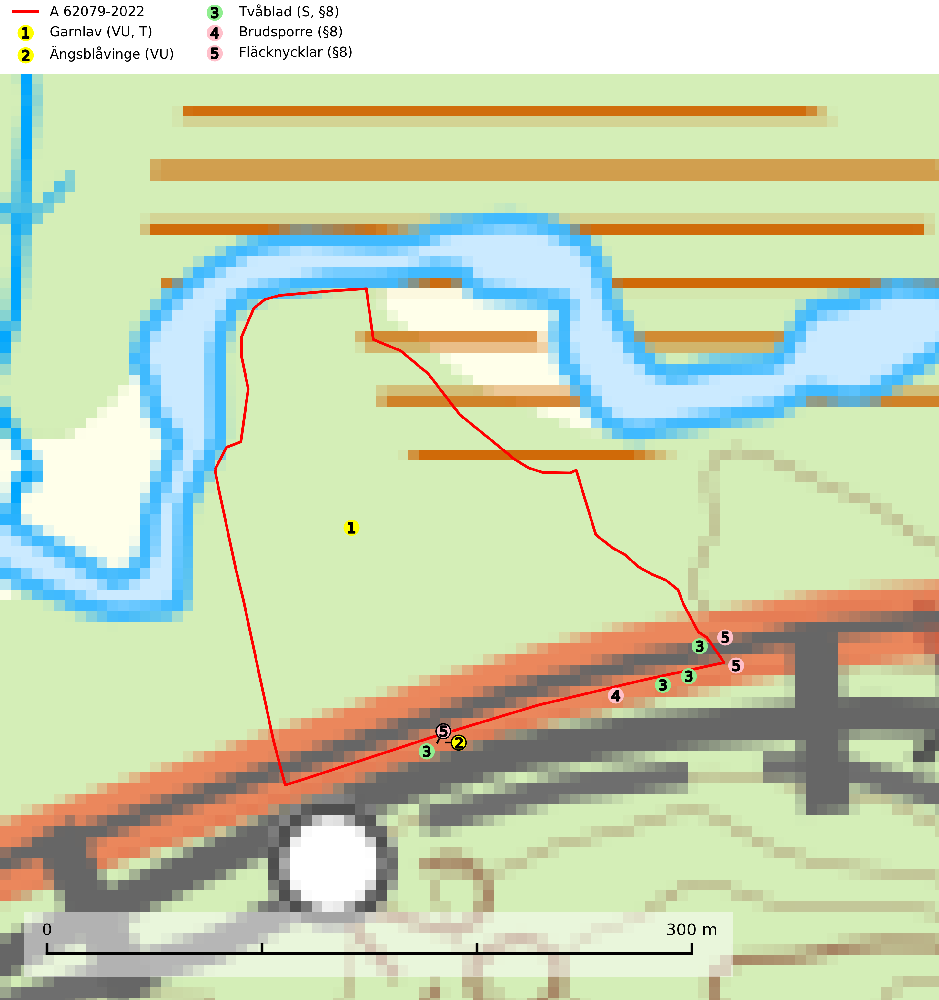 A 62079-2022
1 Garnlav (VU, T)
2 Ängsblåvinge (VU)
3 Tvåblad (S, §8)
4 Brudsporre (§8)
5 Fläcknycklar (§8)
1
5
3
5
3
3
4
5
2
3
0 300 m